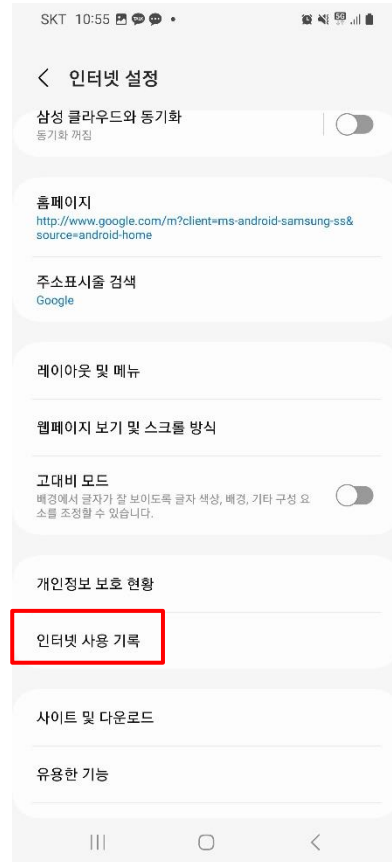 SKT 10:55
인터넷 설정
삼성 클라우드와 동기화
동기화 꺼짐
홈페이지
http://www.google.com/m?client=ms-android-samsung-ss&
source=android-home
주소표시줄 검색
Google
레이아웃 및 메뉴
웹페이지 보기 및 스크롤 방식
고대비 모드
배경에서 글자가 잘 보이도록 글자 색상, 배경, 기타 구성 요
소를 조정할 수 있습니다.
개인정보 보호 현황
인터넷 사용 기록
사이트 및 다운로드
유용한 기능